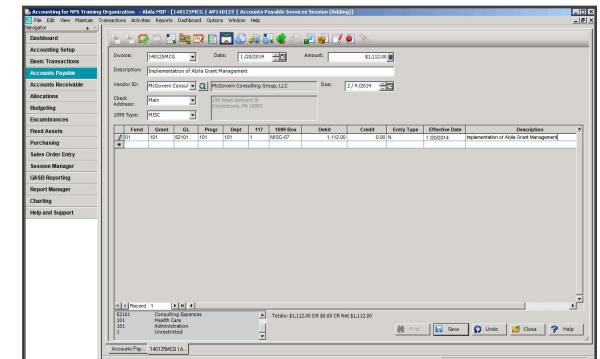 Accounting for NPS Training Organization - Abila MIP - [140125MCG | AP140125 | Accounts Payable Invoices Session (Adding)]
File Edit View Maintain Transactions Activities Reports Dashboard Options Window Help
Navigator
Dashboard
Accounting Setup
Basic Transactions
Accounts Payable
Accounts Receivable
Allocations
Budgeting
Encumbrances
Fixed Assets
Purchasing
Sales Order Entry
Session Manager
GASB Reporting
Report Manager
Charting
Help and Support
Invoice: 140125MCG Date: 1/20/2014 Amount: $1,112.00
Description: Implementation of Abila Grant Management
Vendor ID: McGovern Consul McGovern Consulting Group, LLC Due: 2/4/2014
Check Address: Main
Doylestown, PA 18901
1099 Type: MISC
Fund Grant GL Progr Dept 117 1099 Box Debit Credit Entry Type Effective Date Description
01 101 52101 101 101 1 MISC-07 1,112.00 0.00 N 1/20/2014 Implementation of Abila Grant Management
Record 1
52101 Consulting Expenses
101 Health Care
101 Administration
1 Unrestricted
Totals: $1,112.00 DR $0.00 CR Net $1,112.00
Find Save Undo Close Help
Accounts Pay... 140125MCG | A...